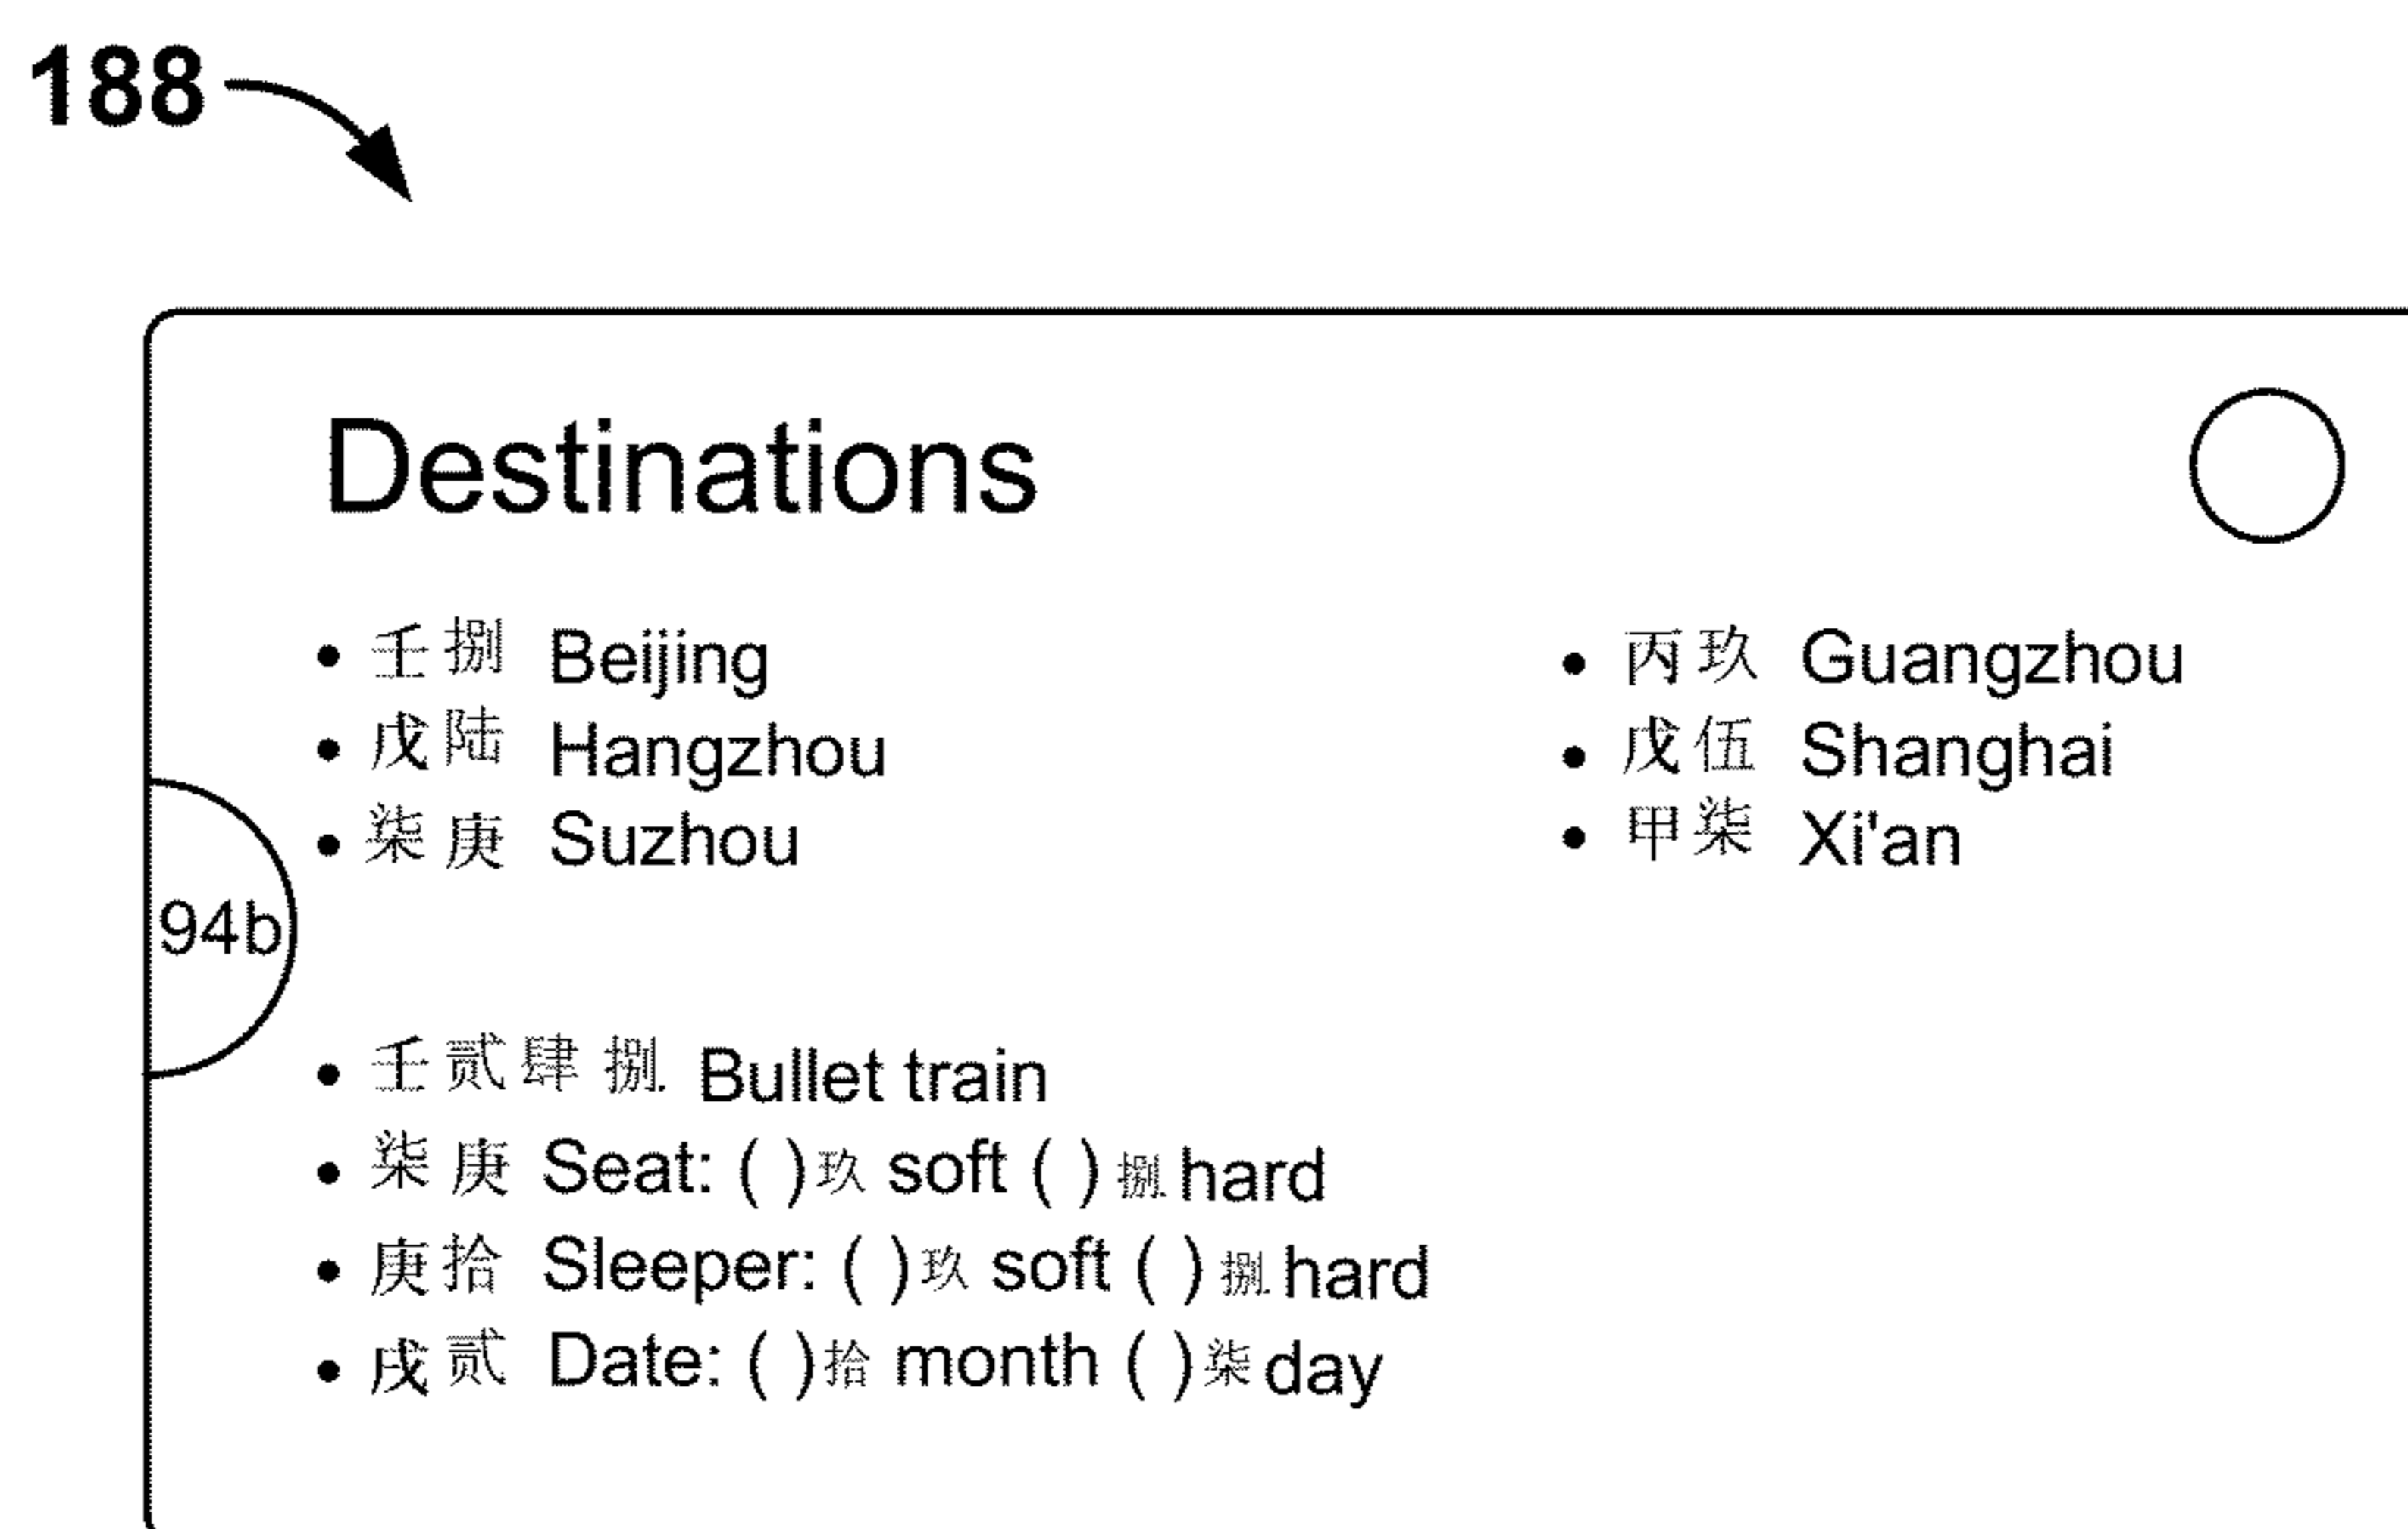 188
Destinations
• 壬捌 Beijing
• 戊陆 Hangzhou
• 柒庚 Suzhou
• 丙玖 Guangzhou
• 戊伍 Shanghai
• 甲柒 Xi'an
94b
• 壬贰肆捌 Bullet train
• 柒庚 Seat: ( )玖 soft ( )捌 hard
• 庚拾 Sleeper: ( )玖 soft ( )捌 hard
• 戌贰 Date: ( )拾 month ( )柒 day